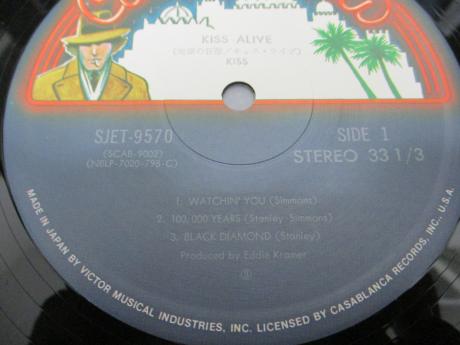 KISS ALIVE
(地獄の狂獣/キッス・ライヴ)
KISS
SJET-9570
(SCAB-9002)
(NBLP-7020-798-C)
SIDE 1
STEREO 33 1/3
1. WATCHIN' YOU (Simmons)
2. 100,000 YEARS (Stanley-Simmons)
3. BLACK DIAMOND (Stanley)
Produced by Eddie Kramer
MADE IN JAPAN BY VICTOR MUSICAL INDUSTRIES, INC. LICENSED BY CASABLANCA RECORDS, INC., U.S.A.